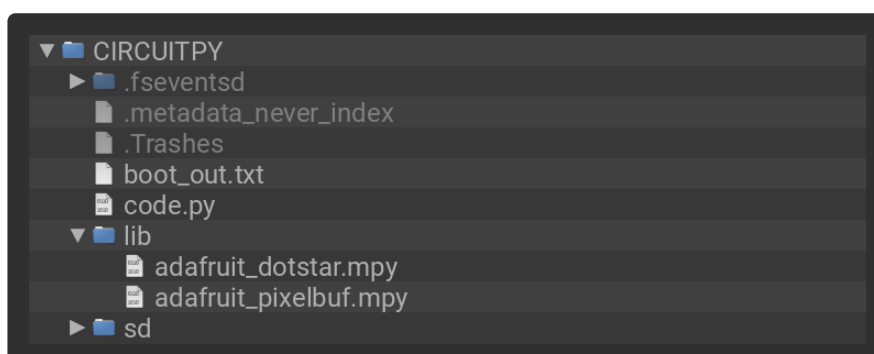 CIRCUITPY
.fseventsd
.metadata_never_index
.Trashes
boot_out.txt
code.py
lib
adafruit_dotstar.mpy
adafruit_pixelbuf.mpy
sd